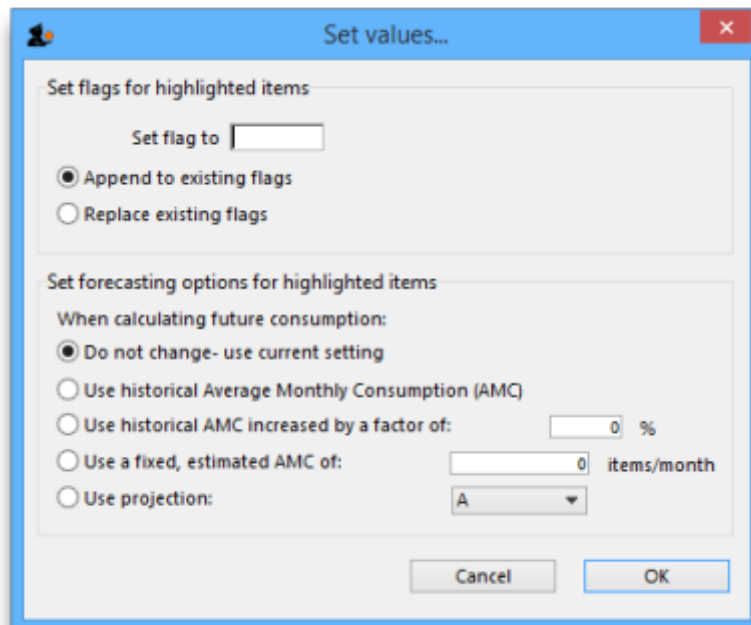 Set values...
Set flags for highlighted items
Set flag to
Append to existing flags
Replace existing flags
Set forecasting options for highlighted items
When calculating future consumption:
Do not change- use current setting
Use historical Average Monthly Consumption (AMC)
Use historical AMC increased by a factor of: 0 %
Use a fixed, estimated AMC of: 0 items/month
Use projection: A
Cancel OK